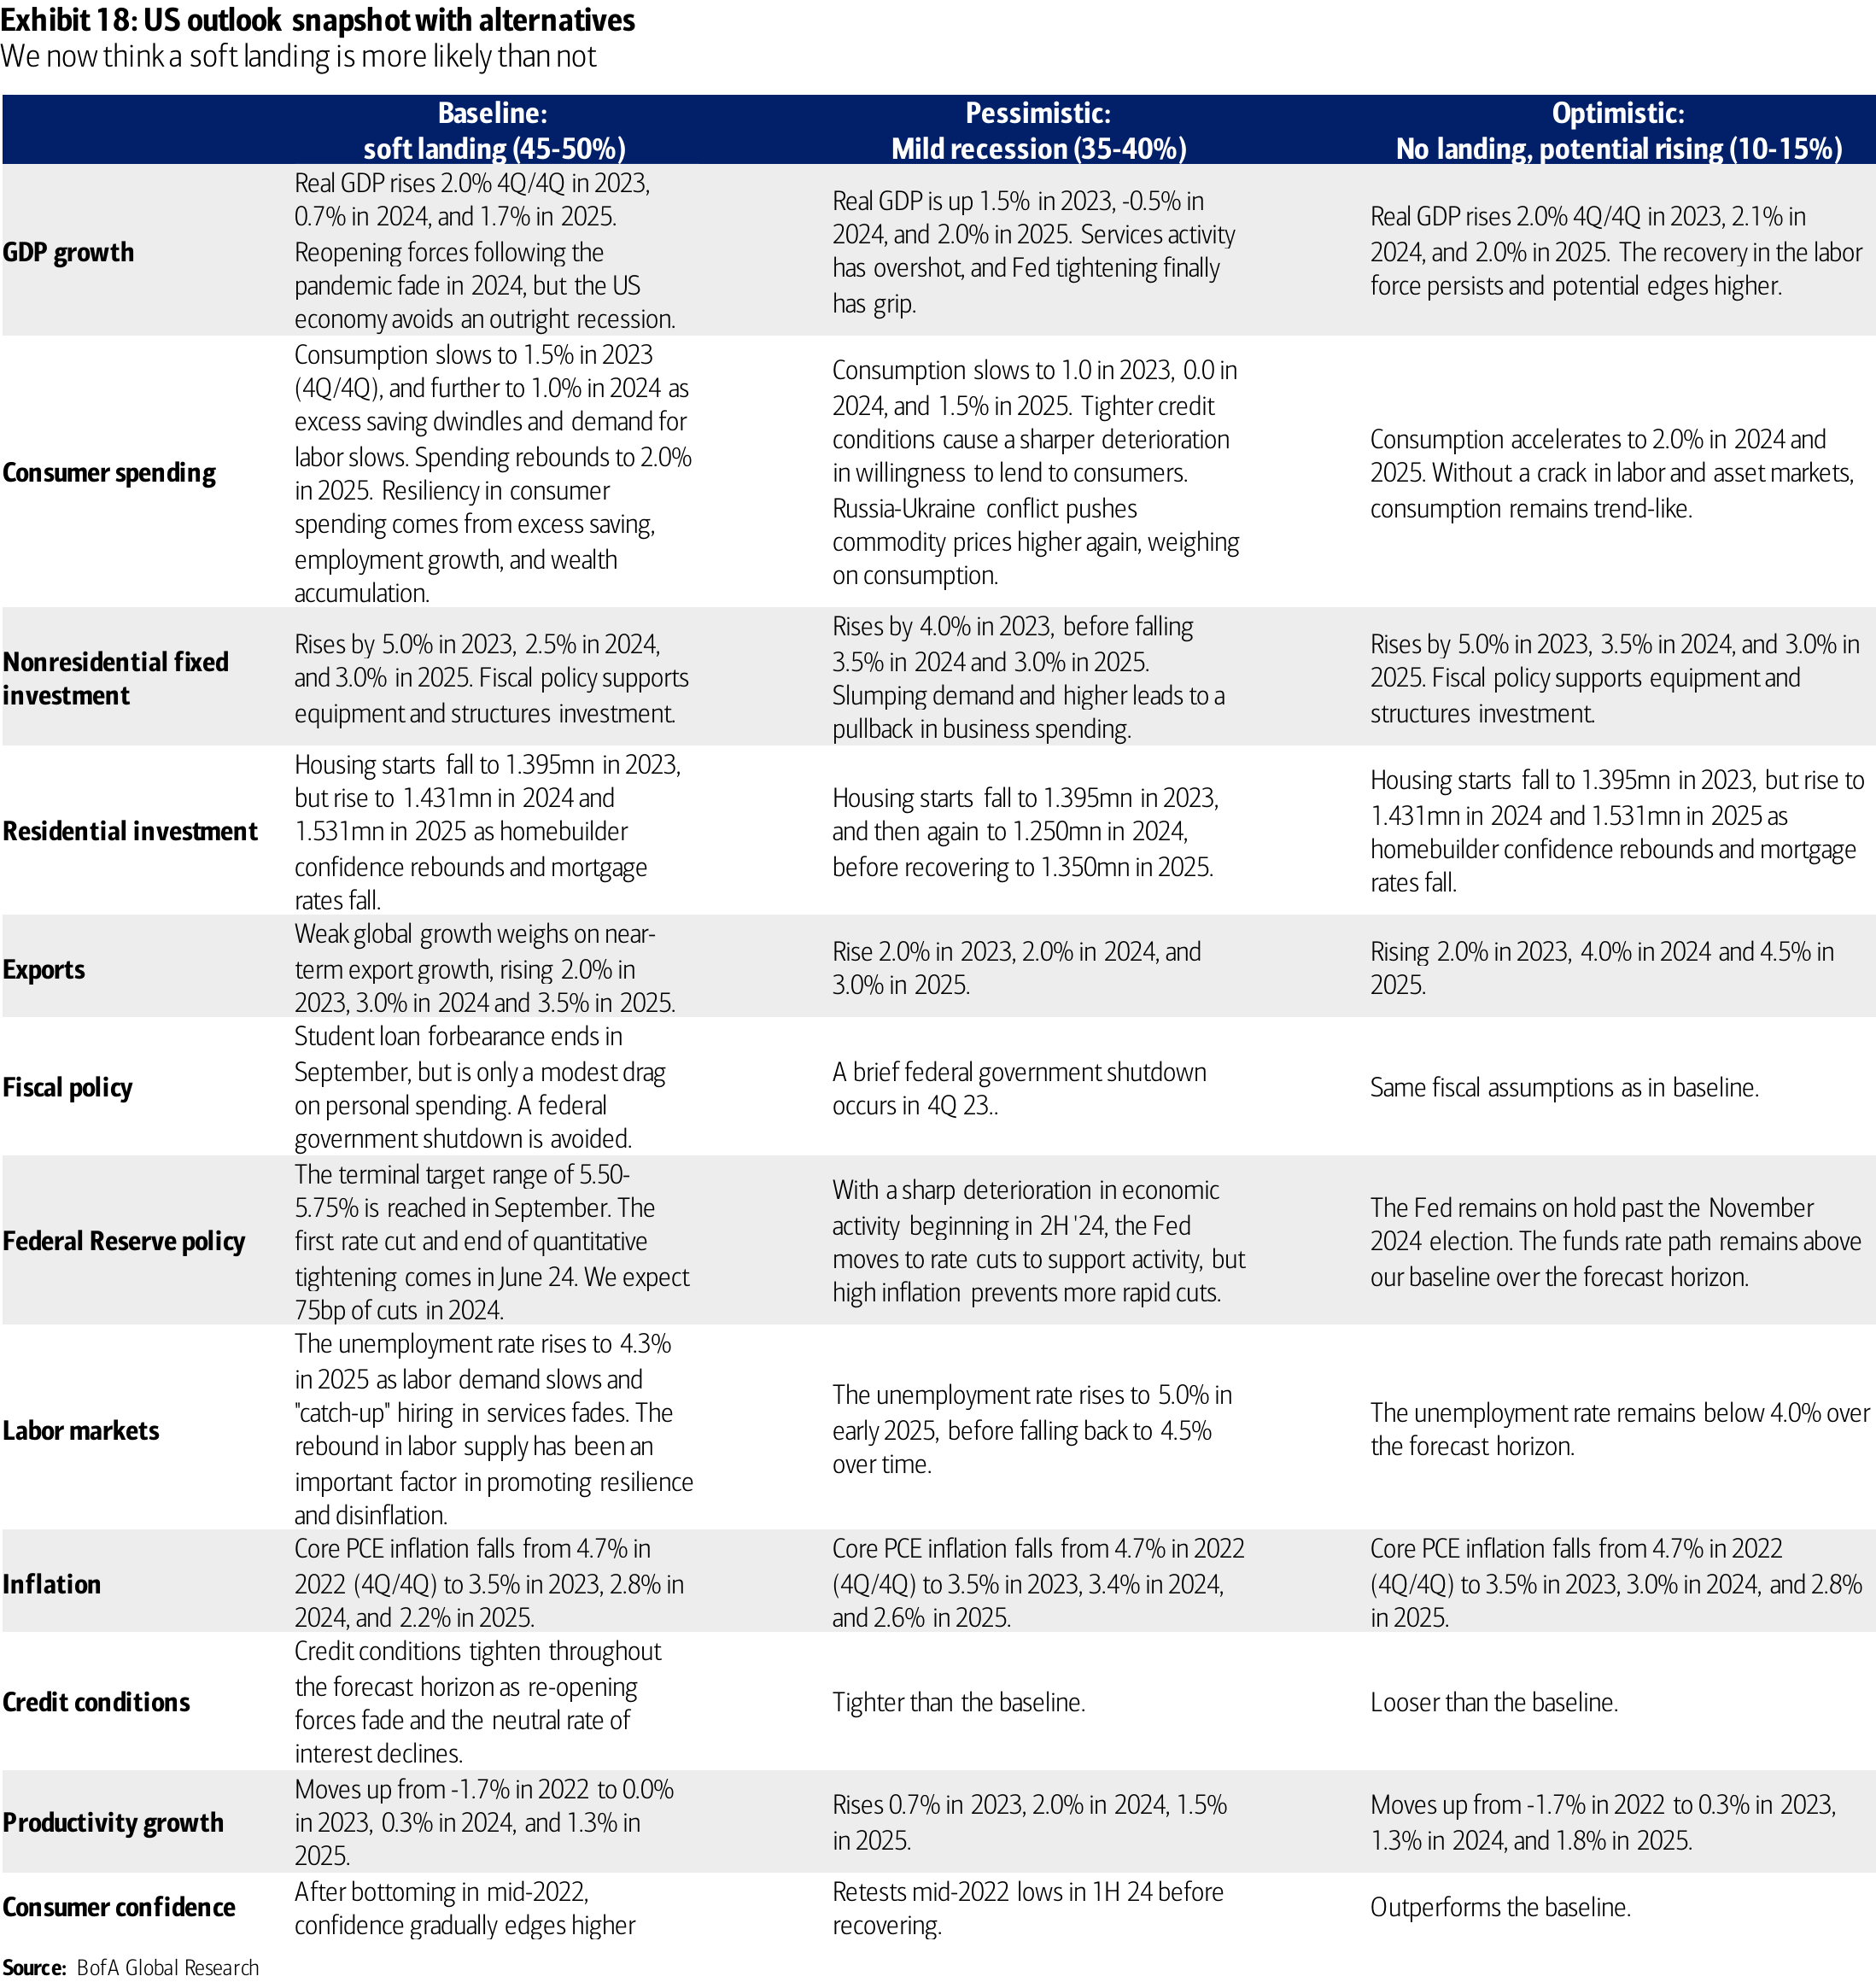 Exhibit 18: US outlook snapshot with alternatives
We now think a soft landing is more likely than not
Baseline:
soft landing (45-50%)
Pessimistic:
Mild recession (35-40%)
Optimistic:
No landing, potential rising (10-15%)
GDP growth
Real GDP rises 2.0% 4Q/4Q in 2023,
0.7% in 2024, and 1.7% in 2025.
Reopening forces following the
pandemic fade in 2024, but the US
economy avoids an outright recession.
Real GDP is up 1.5% in 2023, -0.5% in
2024, and 2.0% in 2025. Services activity
has overshot, and Fed tightening finally
has grip.
Real GDP rises 2.0% 4Q/4Q in 2023, 2.1% in
2024, and 2.0% in 2025. The recovery in the labor
force persists and potential edges higher.
Consumer spending
Consumption slows to 1.5% in 2023
(4Q/4Q), and further to 1.0% in 2024 as
excess saving dwindles and demand for
labor slows. Spending rebounds to 2.0%
in 2025. Resiliency in consumer
spending comes from excess saving,
employment growth, and wealth
accumulation.
Consumption slows to 1.0 in 2023, 0.0 in
2024, and 1.5% in 2025. Tighter credit
conditions cause a sharper deterioration
in willingness to lend to consumers.
Russia-Ukraine conflict pushes
commodity prices higher again, weighing
on consumption.
Consumption accelerates to 2.0% in 2024 and
2025. Without a crack in labor and asset markets,
consumption remains trend-like.
Nonresidential fixed
investment
Rises by 5.0% in 2023, 2.5% in 2024,
and 3.0% in 2025. Fiscal policy supports
equipment and structures investment.
Rises by 4.0% in 2023, before falling
3.5% in 2024 and 3.0% in 2025.
Slumping demand and higher leads to a
pullback in business spending.
Rises by 5.0% in 2023, 3.5% in 2024, and 3.0% in
2025. Fiscal policy supports equipment and
structures investment.
Residential investment
Housing starts fall to 1.395mn in 2023,
but rise to 1.431mn in 2024 and
1.531mn in 2025 as homebuilder
confidence rebounds and mortgage
rates fall.
Housing starts fall to 1.395mn in 2023,
and then again to 1.250mn in 2024,
before recovering to 1.350mn in 2025.
Housing starts fall to 1.395mn in 2023, but rise to
1.431mn in 2024 and 1.531mn in 2025 as
homebuilder confidence rebounds and mortgage
rates fall.
Exports
Weak global growth weighs on near-
term export growth, rising 2.0% in
2023, 3.0% in 2024 and 3.5% in 2025.
Rise 2.0% in 2023, 2.0% in 2024, and
3.0% in 2025.
Rising 2.0% in 2023, 4.0% in 2024 and 4.5% in
2025.
Fiscal policy
Student loan forbearance ends in
September, but is only a modest drag
on personal spending. A federal
government shutdown is avoided.
A brief federal government shutdown
occurs in 4Q 23..
Same fiscal assumptions as in baseline.
Federal Reserve policy
The terminal target range of 5.50-
5.75% is reached in September. The
first rate cut and end of quantitative
tightening comes in June 24. We expect
75bp of cuts in 2024.
With a sharp deterioration in economic
activity beginning in 2H '24, the Fed
moves to rate cuts to support activity, but
high inflation prevents more rapid cuts.
The Fed remains on hold past the November
2024 election. The funds rate path remains above
our baseline over the forecast horizon.
Labor markets
The unemployment rate rises to 4.3%
in 2025 as labor demand slows and
"catch-up" hiring in services fades. The
rebound in labor supply has been an
important factor in promoting resilience
and disinflation.
The unemployment rate rises to 5.0% in
early 2025, before falling back to 4.5%
over time.
The unemployment rate remains below 4.0% over
the forecast horizon.
Inflation
Core PCE inflation falls from 4.7% in
2022 (4Q/4Q) to 3.5% in 2023, 2.8% in
2024, and 2.2% in 2025.
Core PCE inflation falls from 4.7% in 2022
(4Q/4Q) to 3.5% in 2023, 3.4% in 2024,
and 2.6% in 2025.
Core PCE inflation falls from 4.7% in 2022
(4Q/4Q) to 3.5% in 2023, 3.0% in 2024, and 2.8%
in 2025.
Credit conditions
Credit conditions tighten throughout
the forecast horizon as re-opening
forces fade and the neutral rate of
interest declines.
Tighter than the baseline.
Looser than the baseline.
Productivity growth
Moves up from -1.7% in 2022 to 0.0%
in 2023, 0.3% in 2024, and 1.3% in
2025.
Rises 0.7% in 2023, 2.0% in 2024, 1.5%
in 2025.
Moves up from -1.7% in 2022 to 0.3% in 2023,
1.3% in 2024, and 1.8% in 2025.
Consumer confidence
After bottoming in mid-2022,
confidence gradually edges higher
Retests mid-2022 lows in 1H 24 before
recovering.
Outperforms the baseline.
Source: BofA Global Research